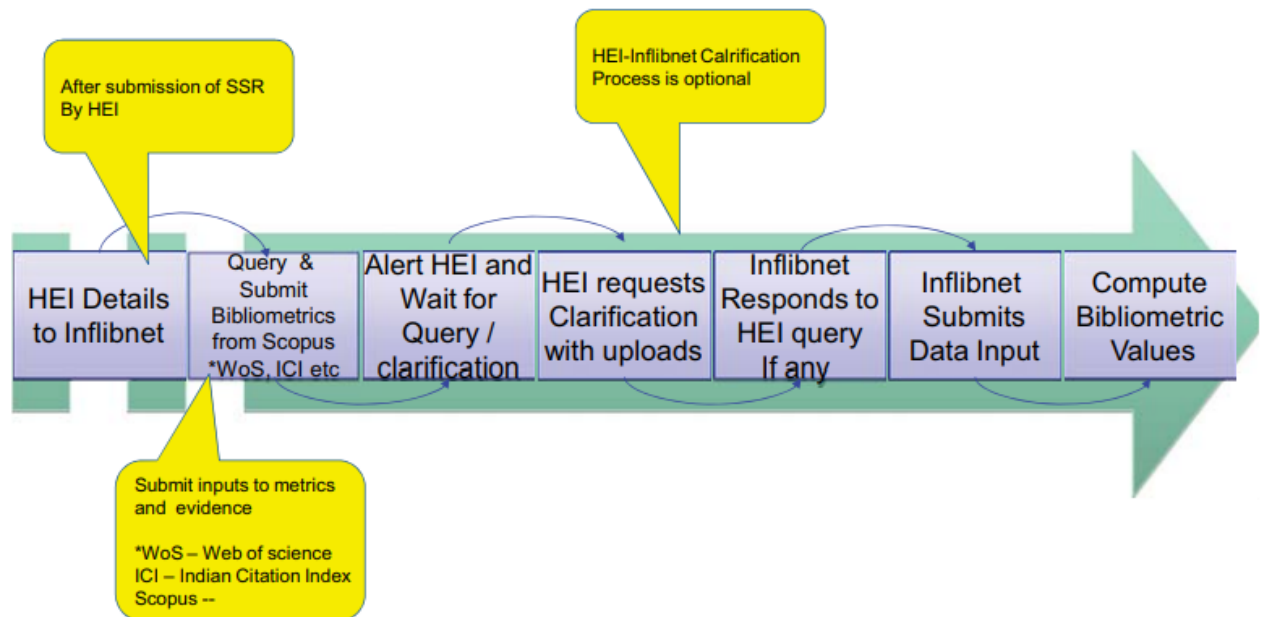 After submission of SSR
By HEI
HEI-Inflibnet Calrification
Process is optional
HEI Details
to Inflibnet
Query &
Submit
Bibliometrics
from Scopus
*WoS, ICI etc
Alert HEI and
Wait for
Query /
clarification
HEI requests
Clarification
with uploads
Inflibnet
Responds to
HEI query
If any
Inflibnet
Submits
Data Input
Compute
Bibliometric
Values
Submit inputs to metrics
and evidence
*WoS – Web of science
ICI – Indian Citation Index
Scopus --